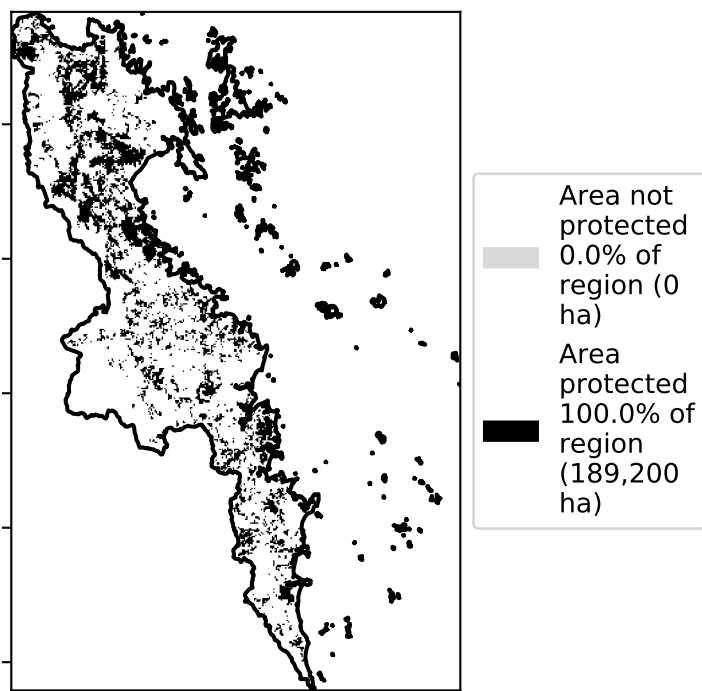 Area not
protected
0.0% of
region (0
ha)
Area
protected
100.0% of
region
(189,200
ha)